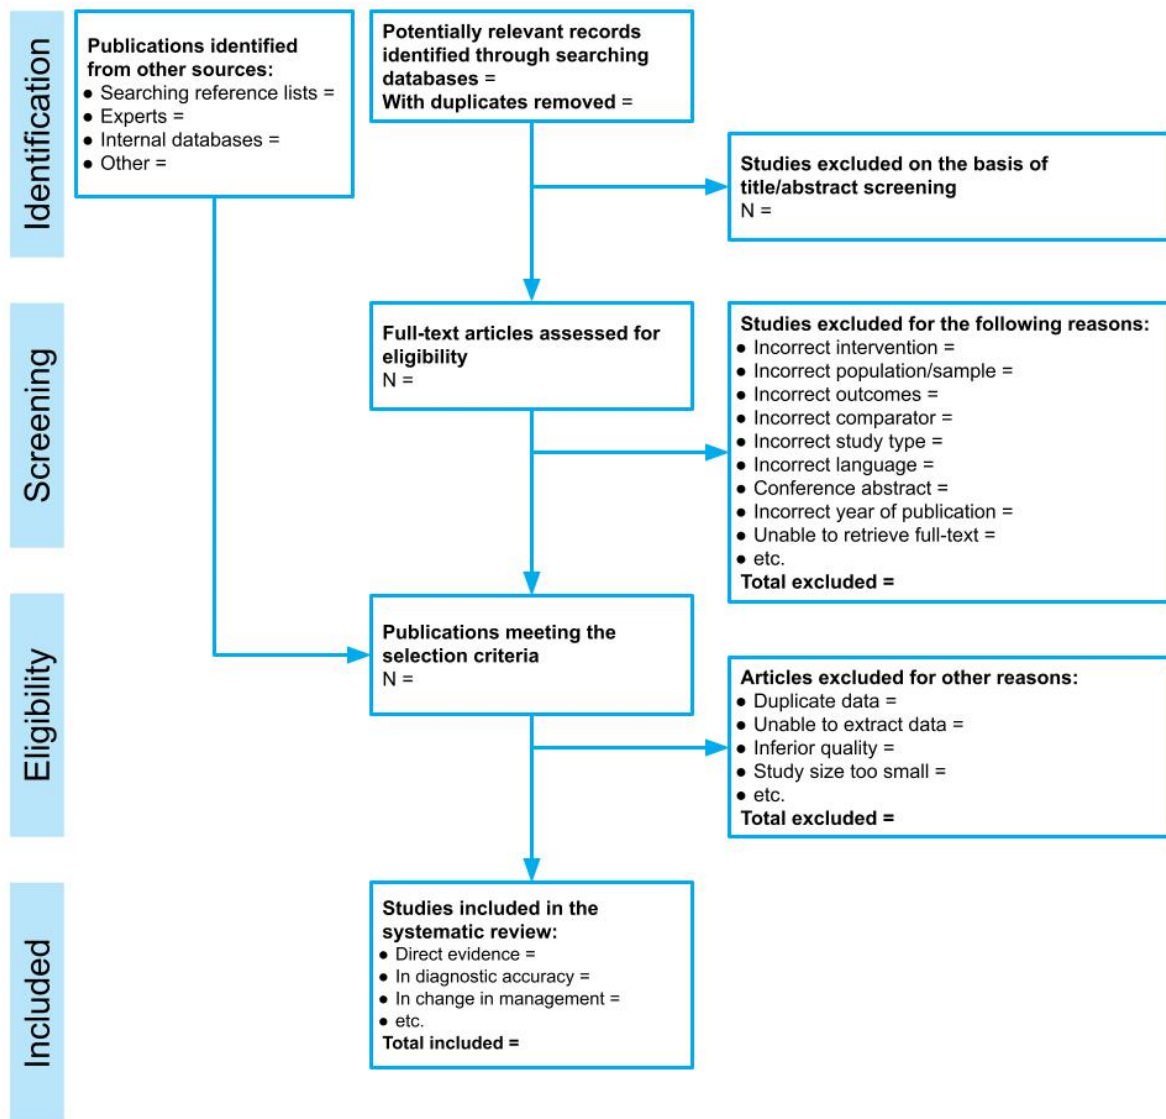 Identification
Publications identified
from other sources:
● Searching reference lists =
● Experts =
● Internal databases =
● Other =
Potentially relevant records
identified through searching
databases =
With duplicates removed =
Studies excluded on the basis of
title/abstract screening
N =
Screening
Full-text articles assessed for
eligibility
N =
Studies excluded for the following reasons:
● Incorrect intervention =
● Incorrect population/sample =
● Incorrect outcomes =
● Incorrect comparator =
● Incorrect study type =
● Incorrect language =
● Conference abstract =
● Incorrect year of publication =
● Unable to retrieve full-text =
● etc.
Total excluded =
Eligibility
Publications meeting the
selection criteria
N =
Articles excluded for other reasons:
● Duplicate data =
● Unable to extract data =
● Inferior quality =
● Study size too small =
● etc.
Total excluded =
Included
Studies included in the
systematic review:
● Direct evidence =
● In diagnostic accuracy =
● In change in management =
● etc.
Total included =